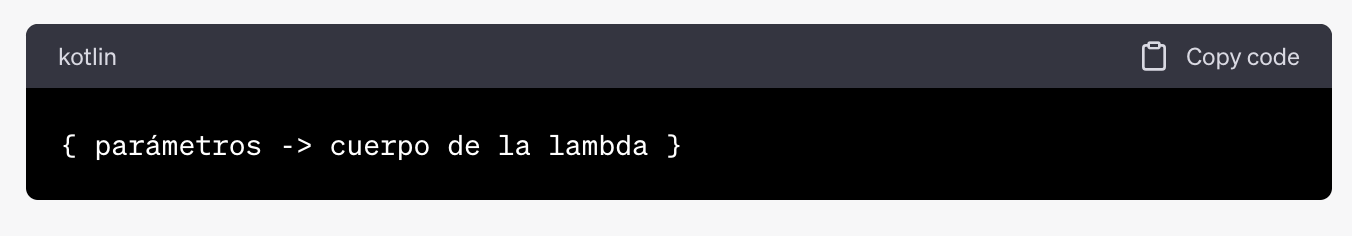 kotlin Copy code
{ parámetros -> cuerpo de la lambda }